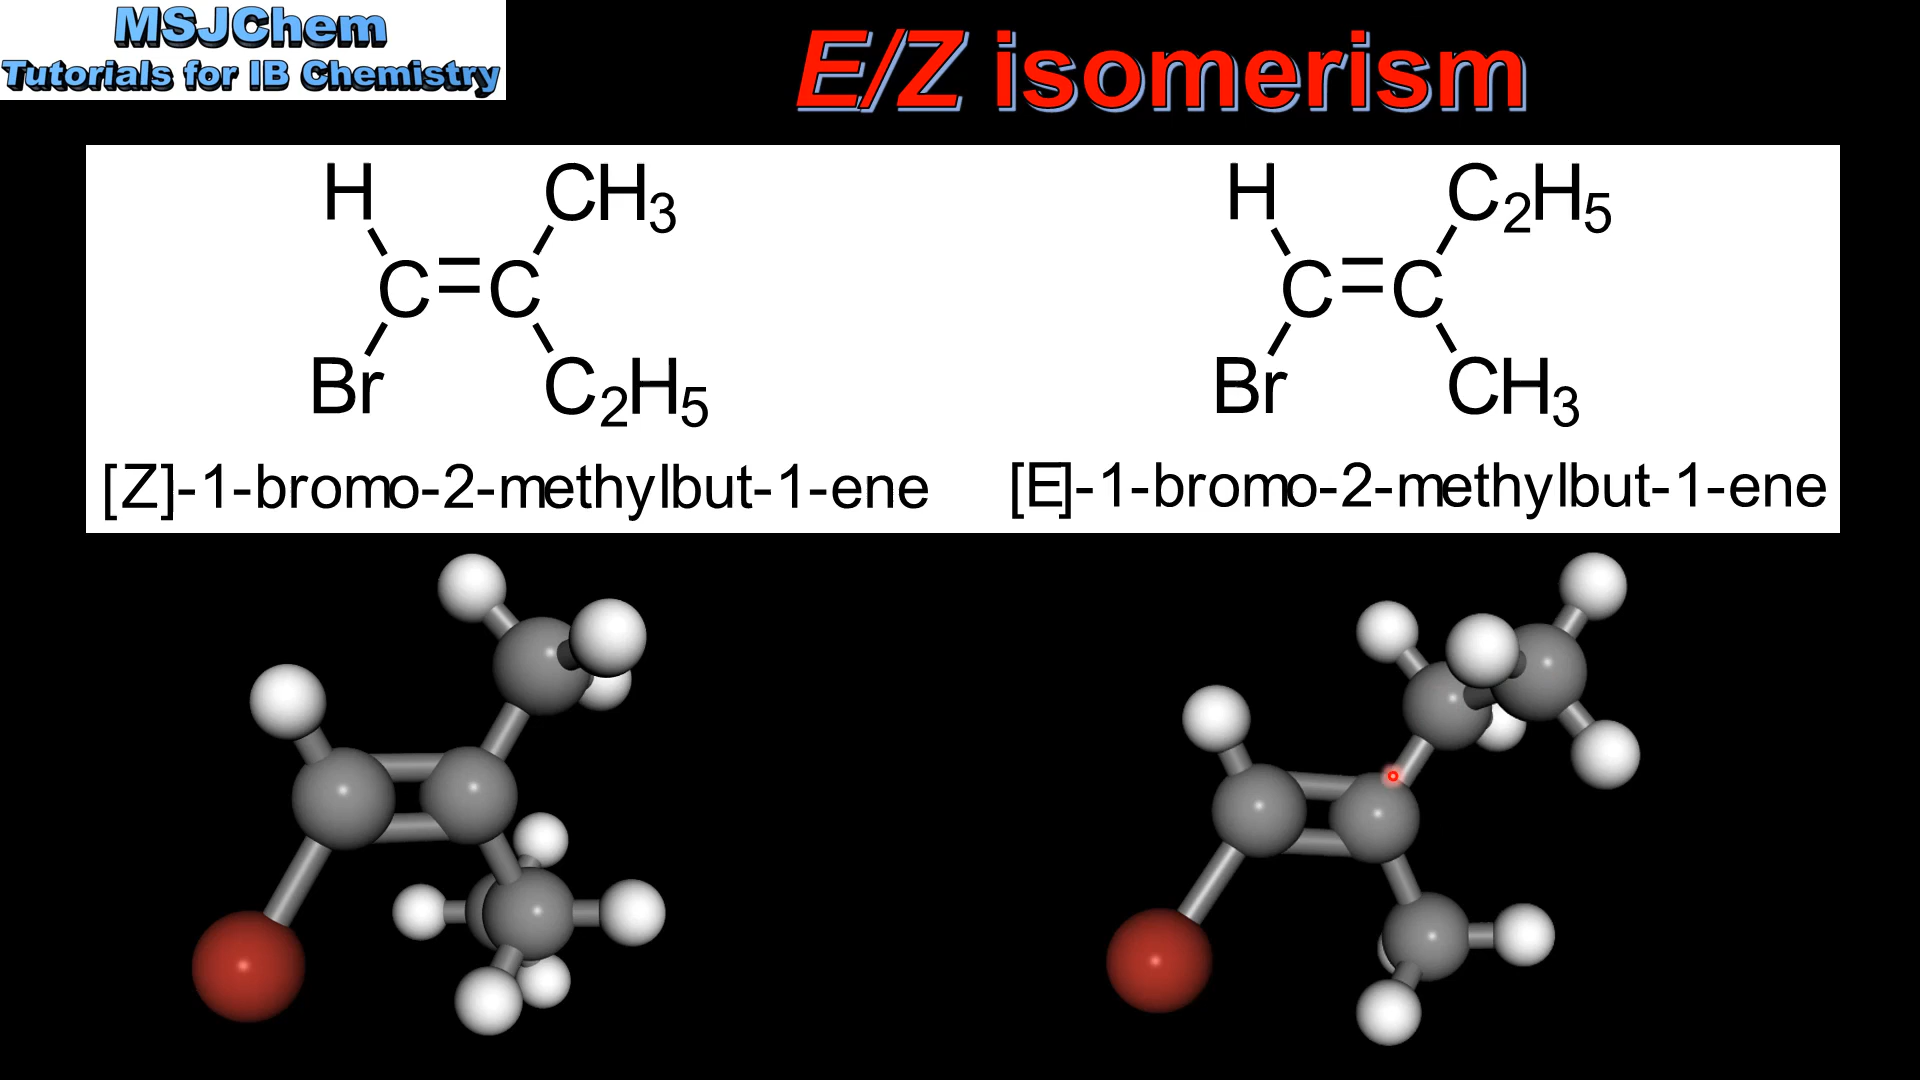 MSJChem
Tutorials for IB Chemistry
E/Z isomerism
H CH3
C=C
Br C2H5
[Z]-1-bromo-2-methylbut-1-ene
H C2H5
C=C
Br CH3
[E]-1-bromo-2-methylbut-1-ene